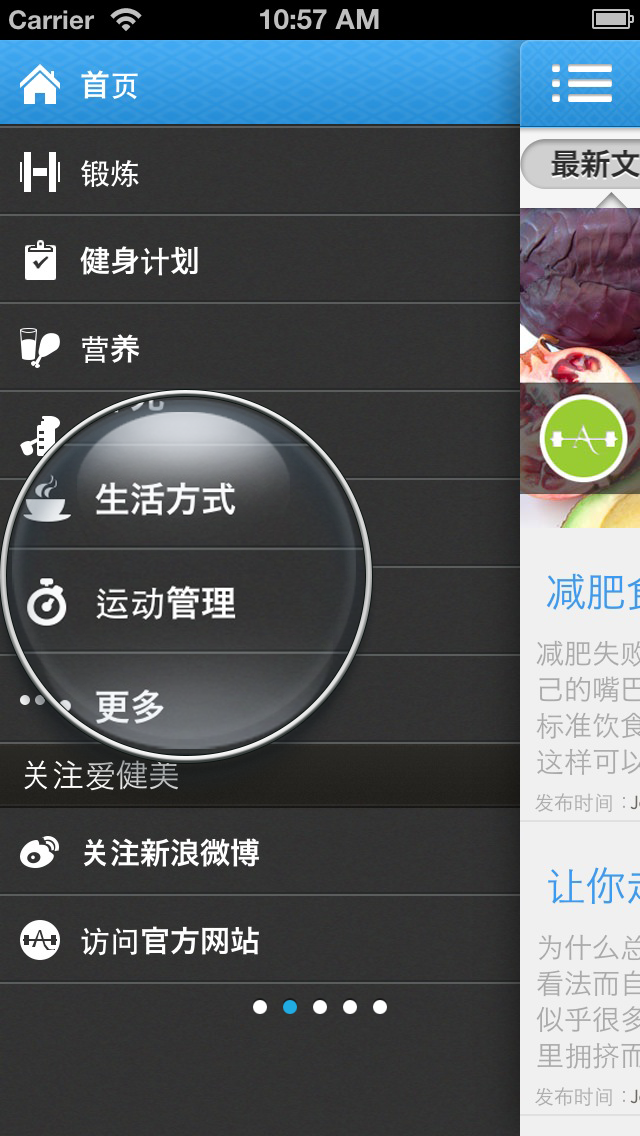 Carrier 10:57 AM
首页
锻炼
健身计划
营养
生活方式
运动管理
更多
关注爱健美
关注新浪微博
访问官方网站
最新文
减肥食
减肥失败
己的嘴巴
标准饮食
这样可以
发布时间：J
让你走
为什么总
看法而自
似乎很多
里拥挤而
发布时间：J